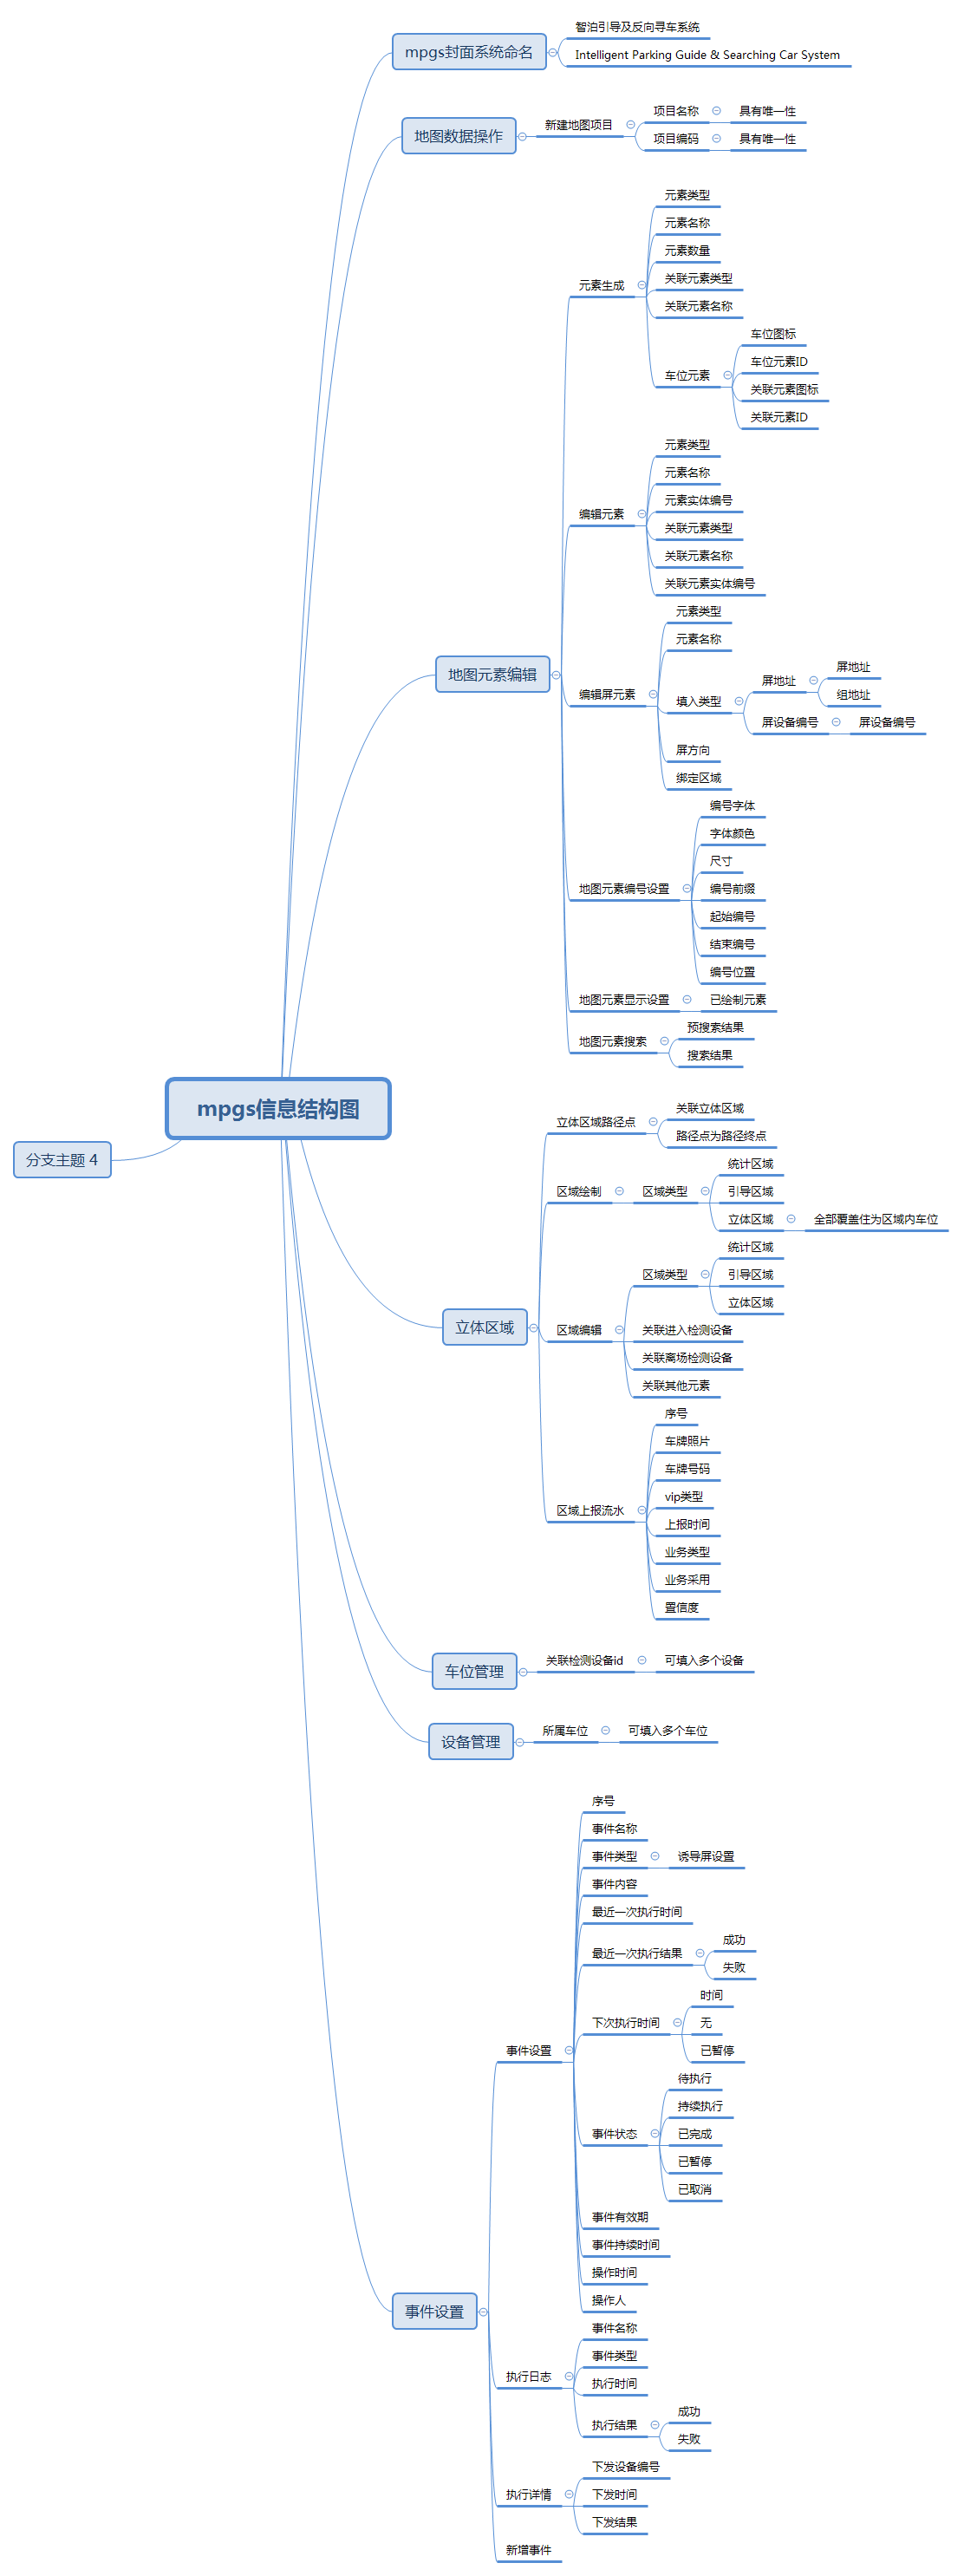 mpgs封面系统命名
智泊引导及反向寻车系统
Intelligent Parking Guide & Searching Car System
地图数据操作
新建地图项目
项目名称
具有唯一性
项目编码
具有唯一性
地图元素编辑
元素生成
元素类型
元素名称
元素数量
关联元素类型
关联元素名称
车位元素
车位图标
车位元素ID
关联元素图标
关联元素ID
编辑元素
元素类型
元素名称
元素实体编号
关联元素类型
关联元素名称
关联元素实体编号
编辑屏元素
元素类型
元素名称
填入类型
屏地址
屏地址
组地址
屏设备编号
屏设备编号
屏方向
绑定区域
地图元素编号设置
编号字体
字体颜色
尺寸
编号前缀
起始编号
结束编号
编号位置
地图元素显示设置
已绘制元素
地图元素搜索
预搜索结果
搜索结果
mpgs信息结构图
分支主题 4
立体区域
立体区域路径点
关联立体区域
路径点为路径终点
区域绘制
区域类型
统计区域
引导区域
立体区域
全部覆盖住为区域内车位
区域编辑
区域类型
统计区域
引导区域
立体区域
关联进入检测设备
关联离场检测设备
关联其他元素
区域上报流水
序号
车牌照片
车牌号码
vip类型
上报时间
业务类型
业务采用
置信度
车位管理
关联检测设备id
可填入多个设备
设备管理
所属车位
可填入多个车位
事件设置
事件设置
序号
事件名称
事件类型
诱导屏设置
事件内容
最近一次执行时间
最近一次执行结果
成功
失败
下次执行时间
时间
无
已暂停
事件状态
待执行
持续执行
已完成
已暂停
已取消
事件有效期
事件持续时间
操作时间
操作人
执行日志
事件名称
事件类型
执行时间
执行结果
成功
失败
执行详情
下发设备编号
下发时间
下发结果
新增事件